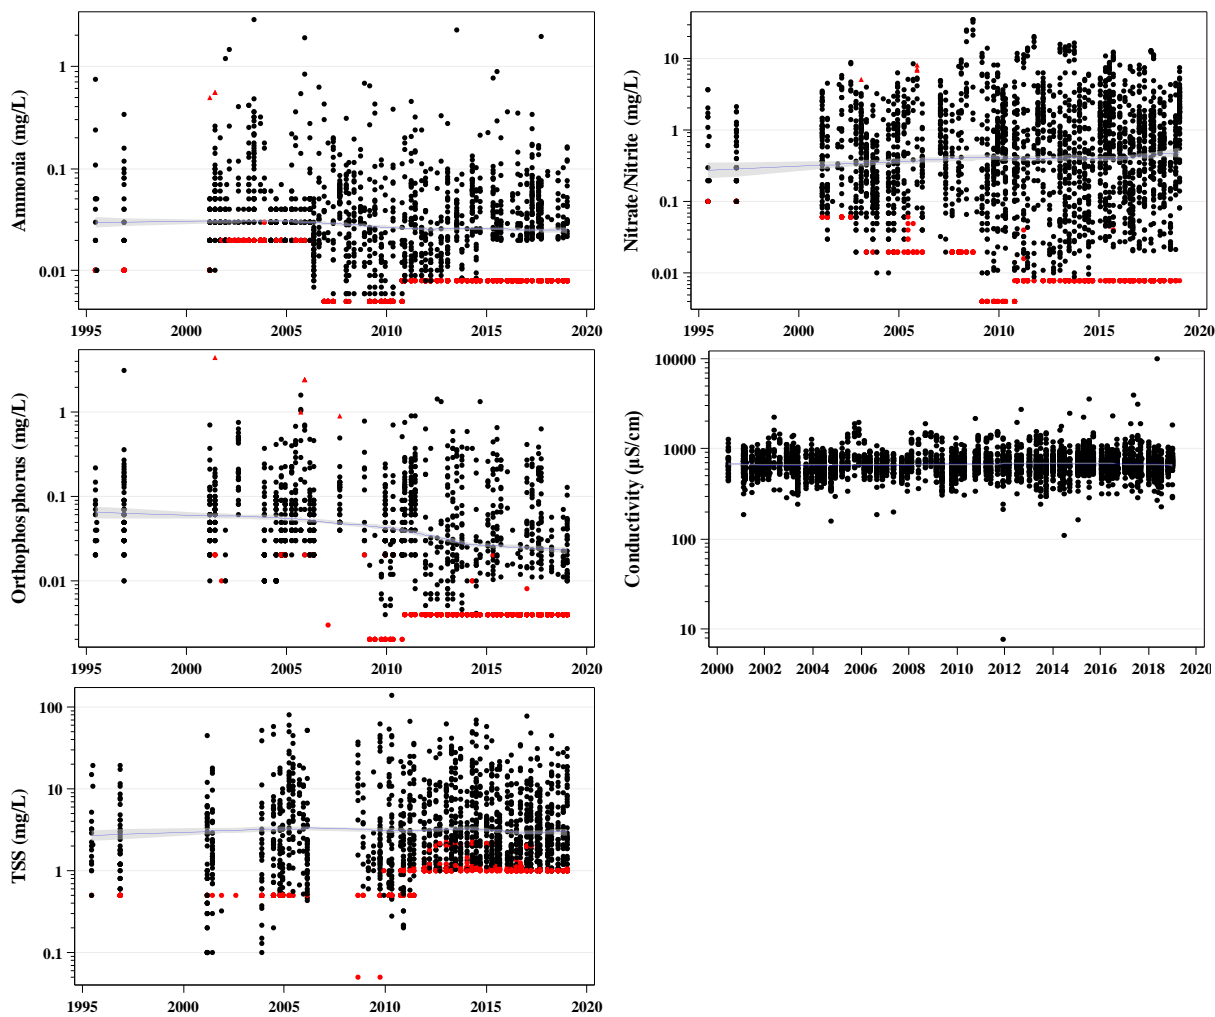 Ammonia (mg/L)
1
0.1
0.01
1995 2000 2005 2010 2015 2020
Nitrate/Nitrite (mg/L)
10
1
0.1
0.01
1995 2000 2005 2010 2015 2020
Orthophosphorus (mg/L)
1
0.1
0.01
1995 2000 2005 2010 2015 2020
Conductivity (µS/cm)
10000
1000
100
10
2000 2002 2004 2006 2008 2010 2012 2014 2016 2018 2020
TSS (mg/L)
100
10
1
0.1
1995 2000 2005 2010 2015 2020